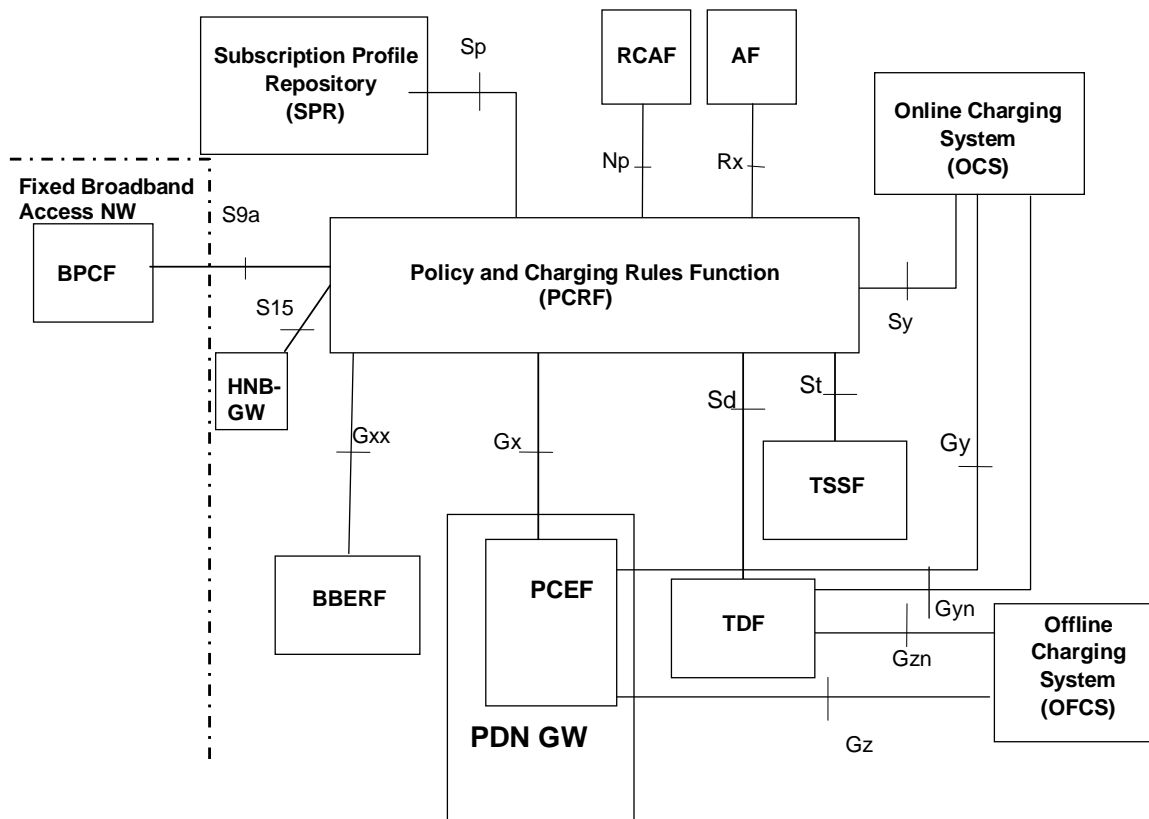 Subscription Profile
Repository
(SPR)
Sp
RCAF
AF
Online Charging
System
(OCS)
Np
Rx
Fixed Broadband
Access NW
S9a
BPCF
Policy and Charging Rules Function
(PCRF)
S15
Sy
HNB-
GW
Gxx
Gx
Sd
St
Gy
TSSF
BBERF
PCEF
TDF
Gyn
Gzn
Offline
Charging
System
(OFCS)
PDN GW
Gz